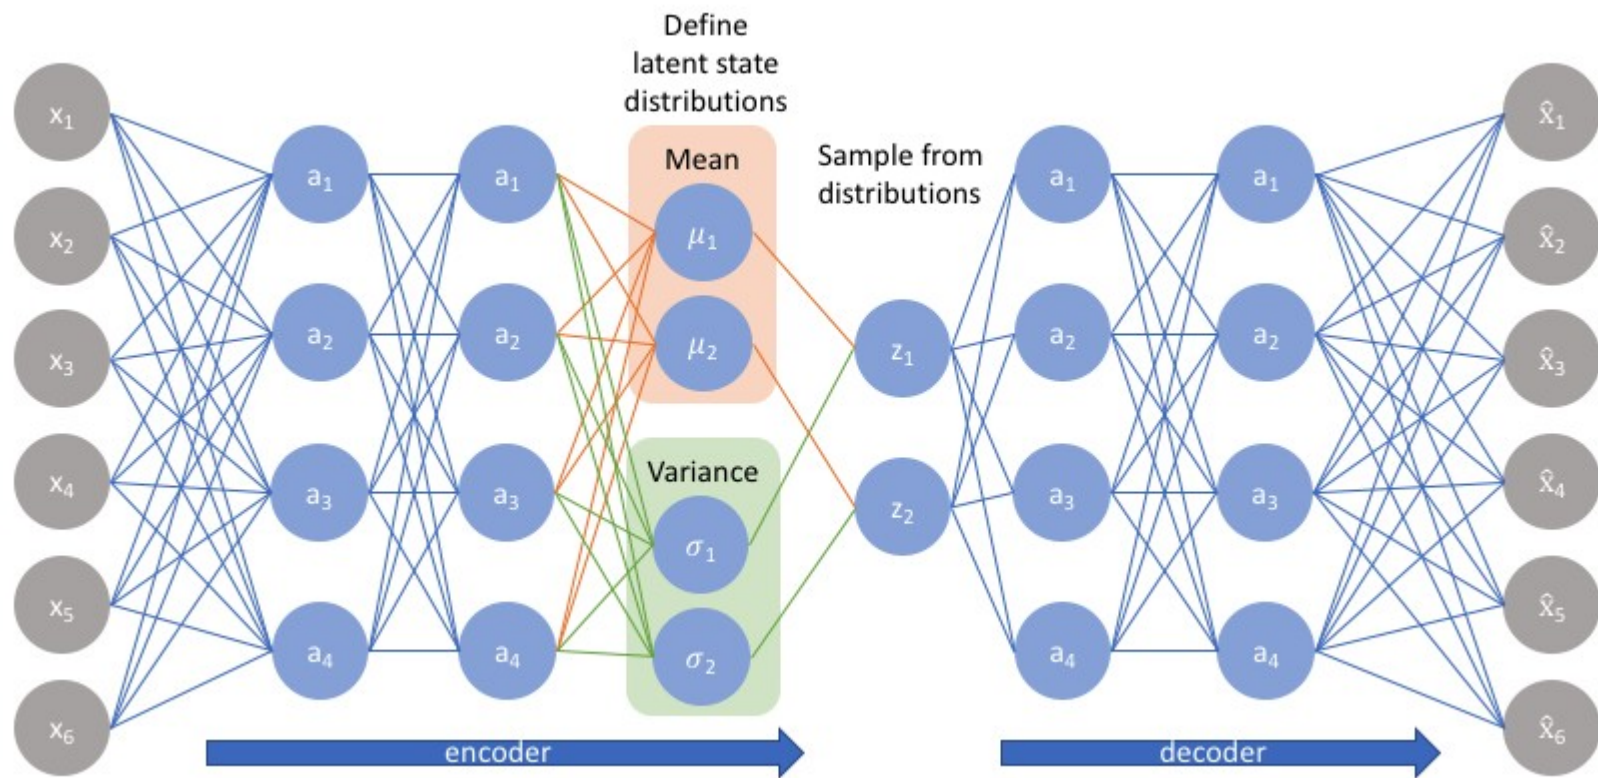 Define
latent state
distributions
Mean
Sample from
distributions
Variance
x₁
x₂
x₃
x₄
x₅
x₆
a₁
a₂
a₃
a₄
a₁
a₂
a₃
a₄
μ₁
μ₂
σ₁
σ₂
z₁
z₂
a₁
a₂
a₃
a₄
a₁
a₂
a₃
a₄
x̂₁
x̂₂
x̂₃
x̂₄
x̂₅
x̂₆
encoder
decoder